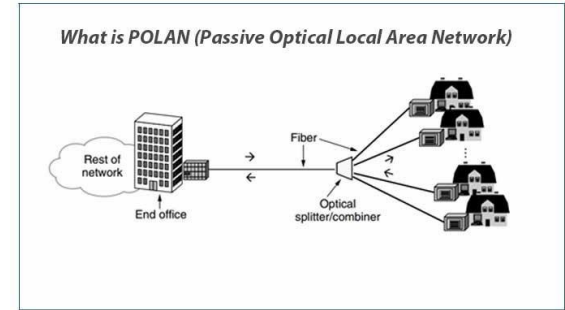 What is POLAN (Passive Optical Local Area Network)
Fiber
Rest of
network
End office
Optical
splitter/combiner